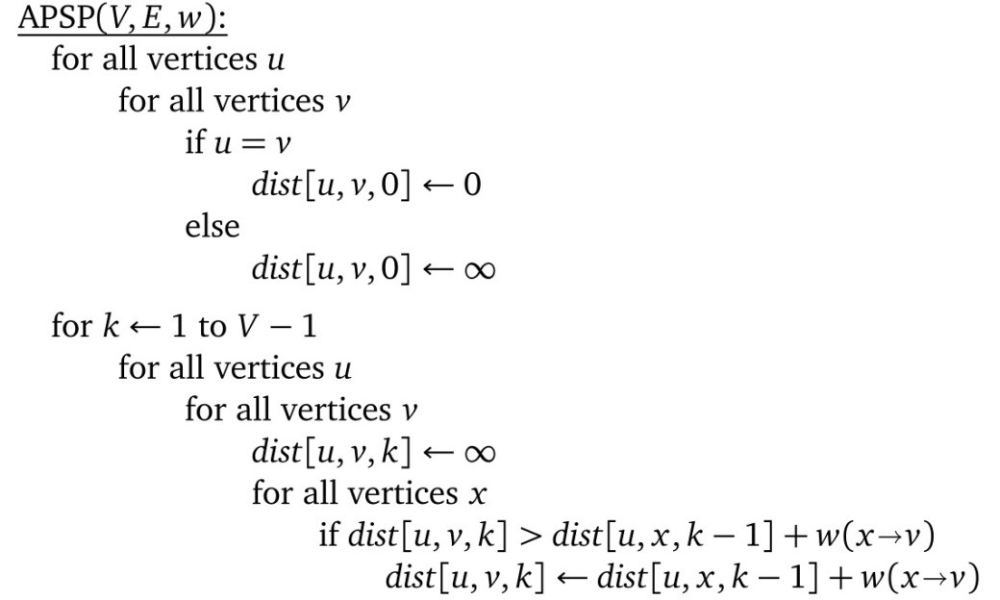 APSP(V, E, w):
for all vertices u
for all vertices v
if u = v
dist[u, v, 0] ← 0
else
dist[u, v, 0] ← ∞
for k ← 1 to V − 1
for all vertices u
for all vertices v
dist[u, v, k] ← ∞
for all vertices x
if dist[u, v, k] > dist[u, x, k − 1] + w(x→v)
dist[u, v, k] ← dist[u, x, k − 1] + w(x→v)